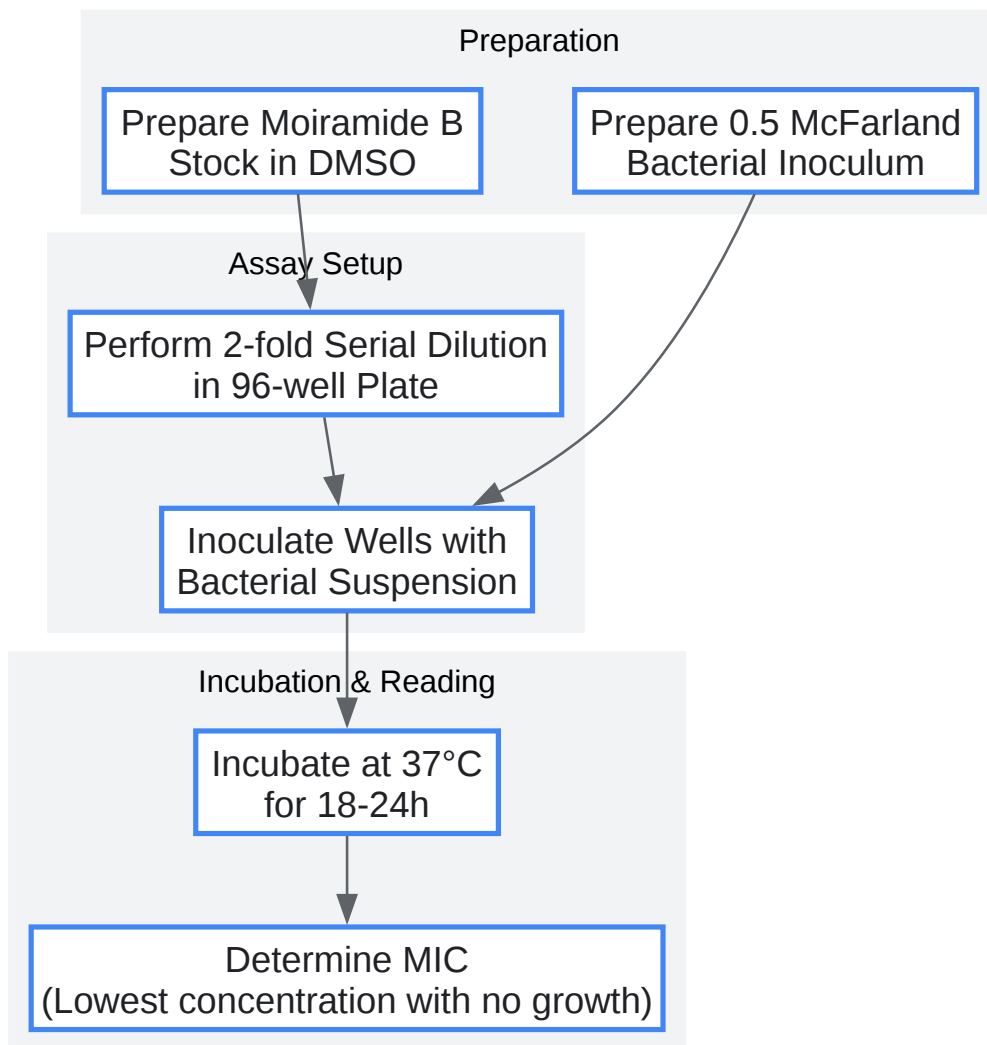 Preparation
Prepare Moiramide B
Stock in DMSO
Prepare 0.5 McFarland
Bacterial Inoculum
Assay Setup
Perform 2-fold Serial Dilution
in 96-well Plate
Inoculate Wells with
Bacterial Suspension
Incubation & Reading
Incubate at 37°C
for 18-24h
Determine MIC
(Lowest concentration with no growth)